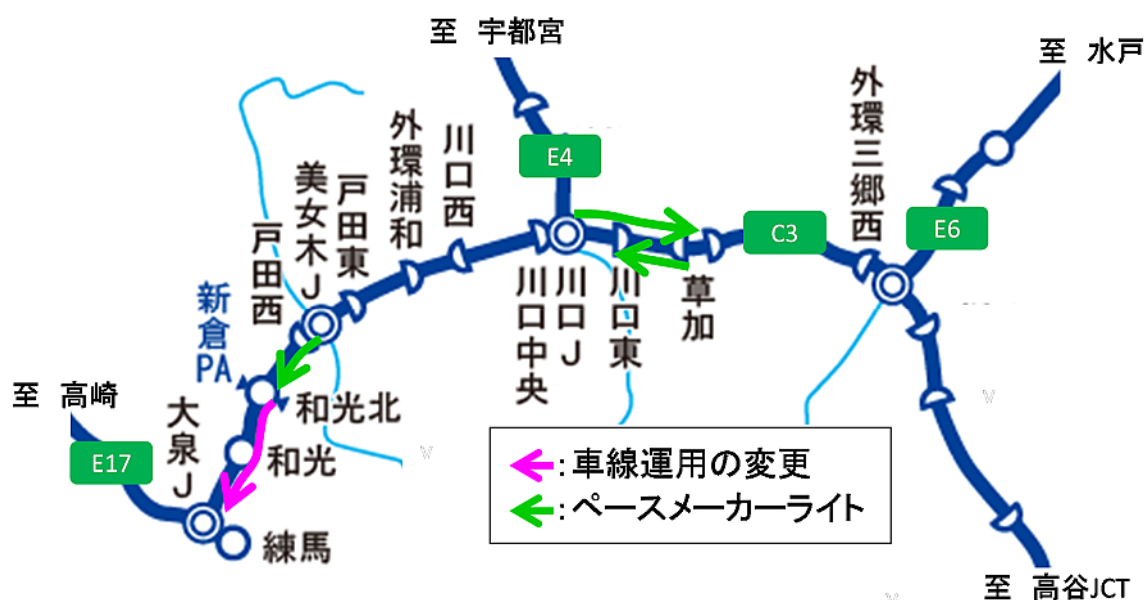 至 宇都宮
至 水戸
E4
外環三郷西
川口西
外環浦和
戸田東
美女木J
戸田西
C3
E6
新倉PA
川口中央
川口J
川口東
草加
至 高崎
大泉J
和光北
E17
和光
練馬
：車線運用の変更
：ペースメーカーライト
至 高谷JCT